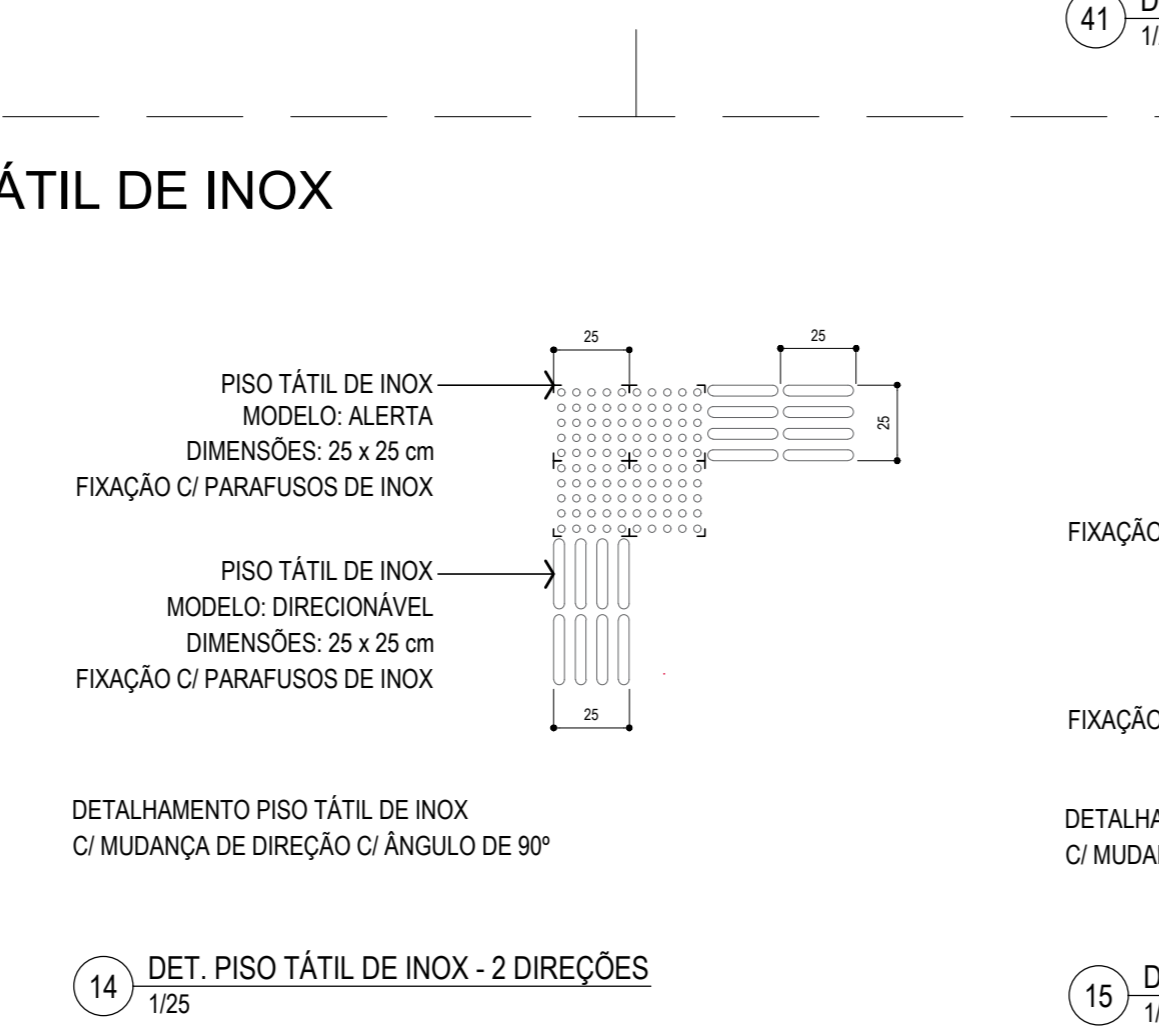 41
ÁTIL DE INOX
25
25
25
PISO TÁTIL DE INOX
MODELO: ALERTA
DIMENSÕES: 25 x 25 cm
FIXAÇÃO C/ PARAFUSOS DE INOX
PISO TÁTIL DE INOX
MODELO: DIRECIONÁVEL
DIMENSÕES: 25 x 25 cm
FIXAÇÃO C/ PARAFUSOS DE INOX
25
DETALHAMENTO PISO TÁTIL DE INOX
C/ MUDANÇA DE DIREÇÃO C/ ÂNGULO DE 90º
14 DET. PISO TÁTIL DE INOX - 2 DIREÇÕES
1/25
FIXAÇÃO
FIXAÇÃO
DETALHA
C/ MUDA
15 D
1/